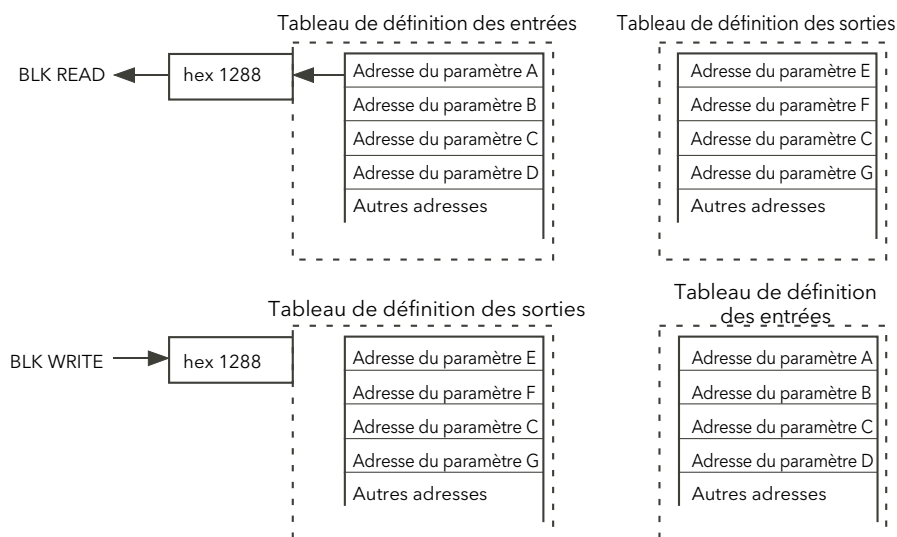 Tableau de définition des entrées
Tableau de définition des sorties
BLK READ
hex 1288
Adresse du paramètre A
Adresse du paramètre B
Adresse du paramètre C
Adresse du paramètre D
Autres adresses
Adresse du paramètre E
Adresse du paramètre F
Adresse du paramètre C
Adresse du paramètre G
Autres adresses
Tableau de définition des sorties
Tableau de définition
des entrées
BLK WRITE
hex 1288
Adresse du paramètre E
Adresse du paramètre F
Adresse du paramètre C
Adresse du paramètre G
Autres adresses
Adresse du paramètre A
Adresse du paramètre B
Adresse du paramètre C
Adresse du paramètre D
Autres adresses